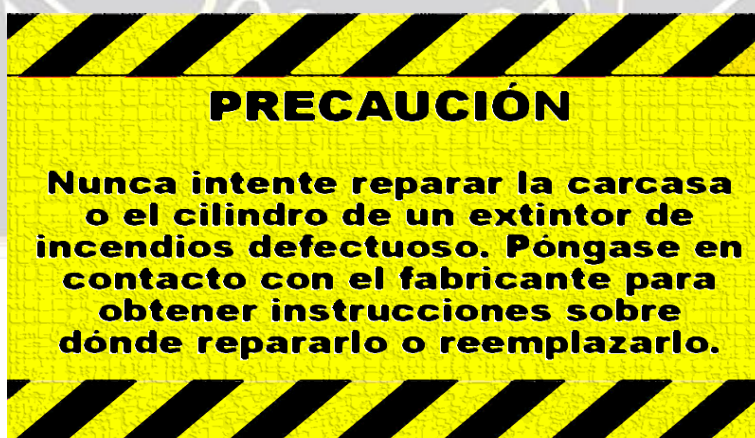 PRECAUCIÓN
Nunca intente reparar la carcasa
o el cilindro de un extintor de
incendios defectuoso. Póngase en
contacto con el fabricante para
obtener instrucciones sobre
dónde repararlo o reemplazarlo.